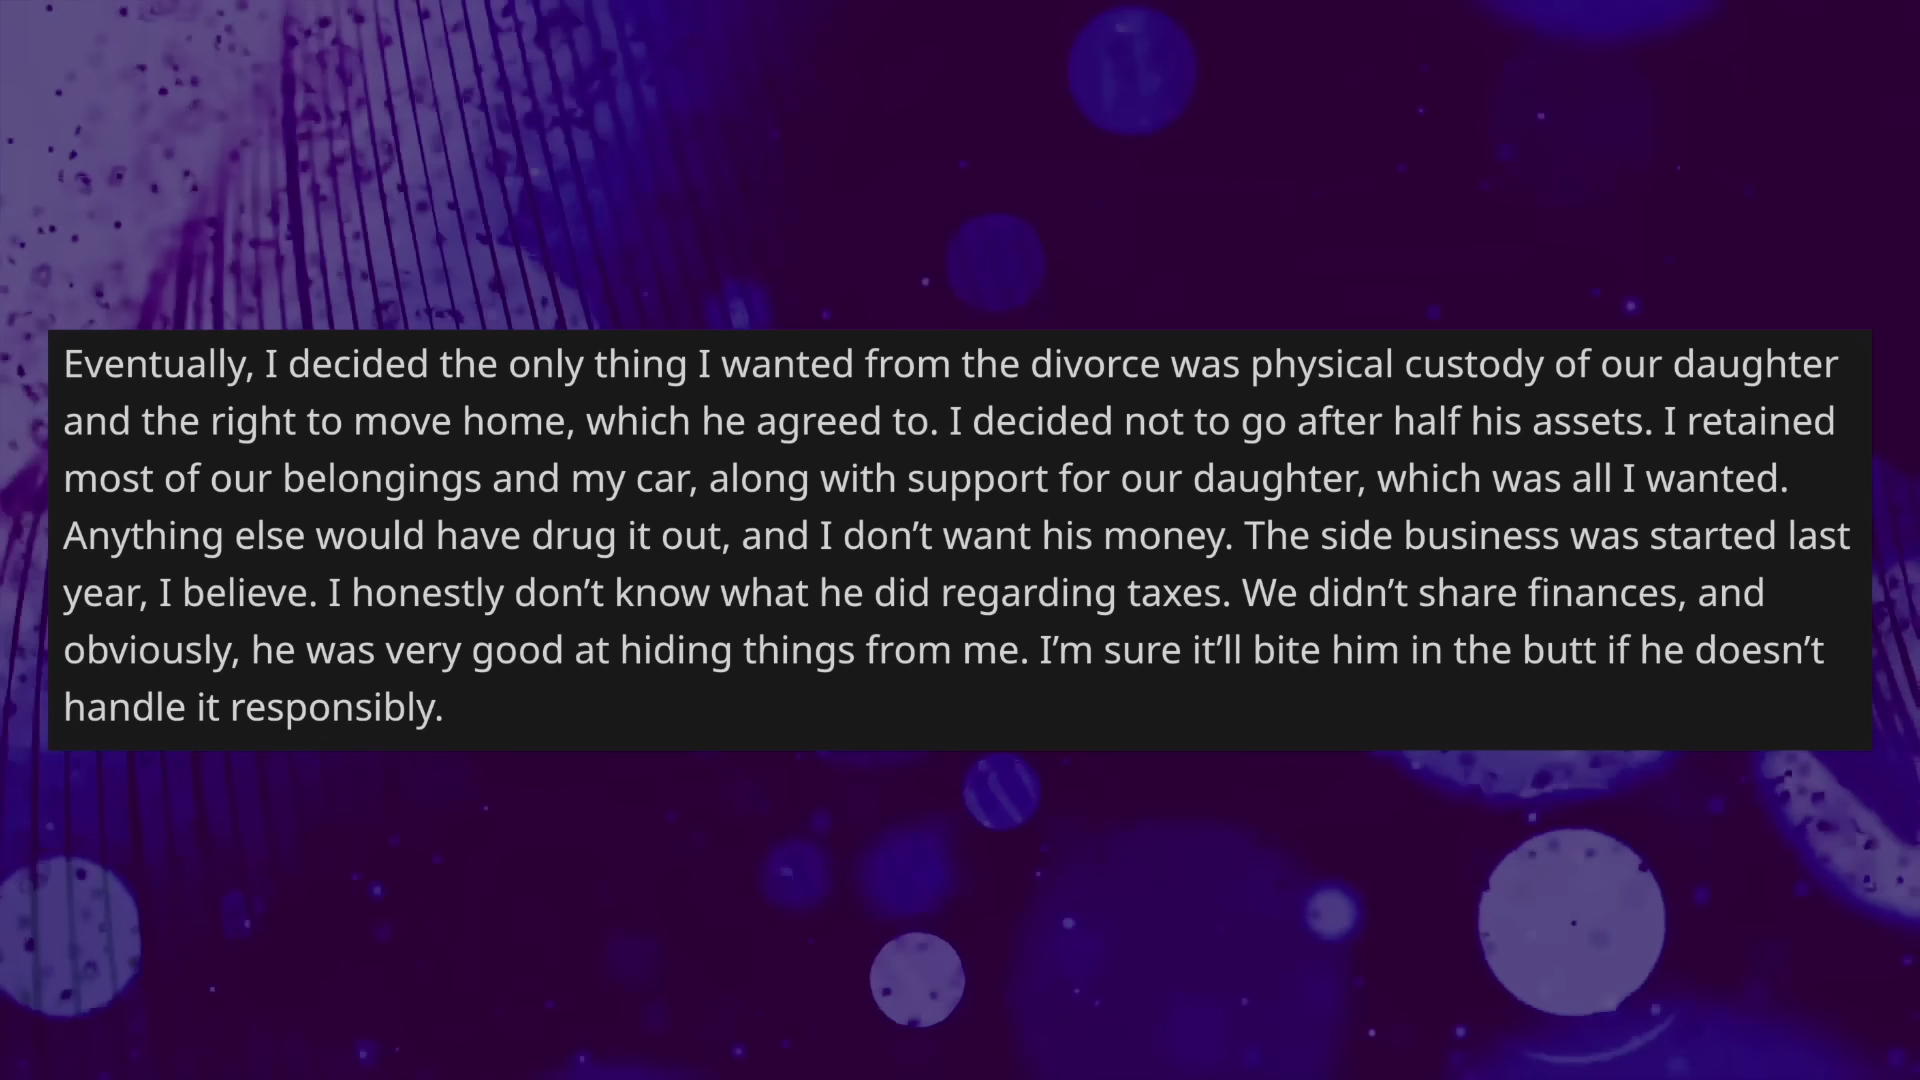 Eventually, I decided the only thing I wanted from the divorce was physical custody of our daughter
and the right to move home, which he agreed to. I decided not to go after half his assets. I retained
most of our belongings and my car, along with support for our daughter, which was all I wanted.
Anything else would have drug it out, and I don’t want his money. The side business was started last
year, I believe. I honestly don’t know what he did regarding taxes. We didn’t share finances, and
obviously, he was very good at hiding things from me. I’m sure it’ll bite him in the butt if he doesn’t
handle it responsibly.